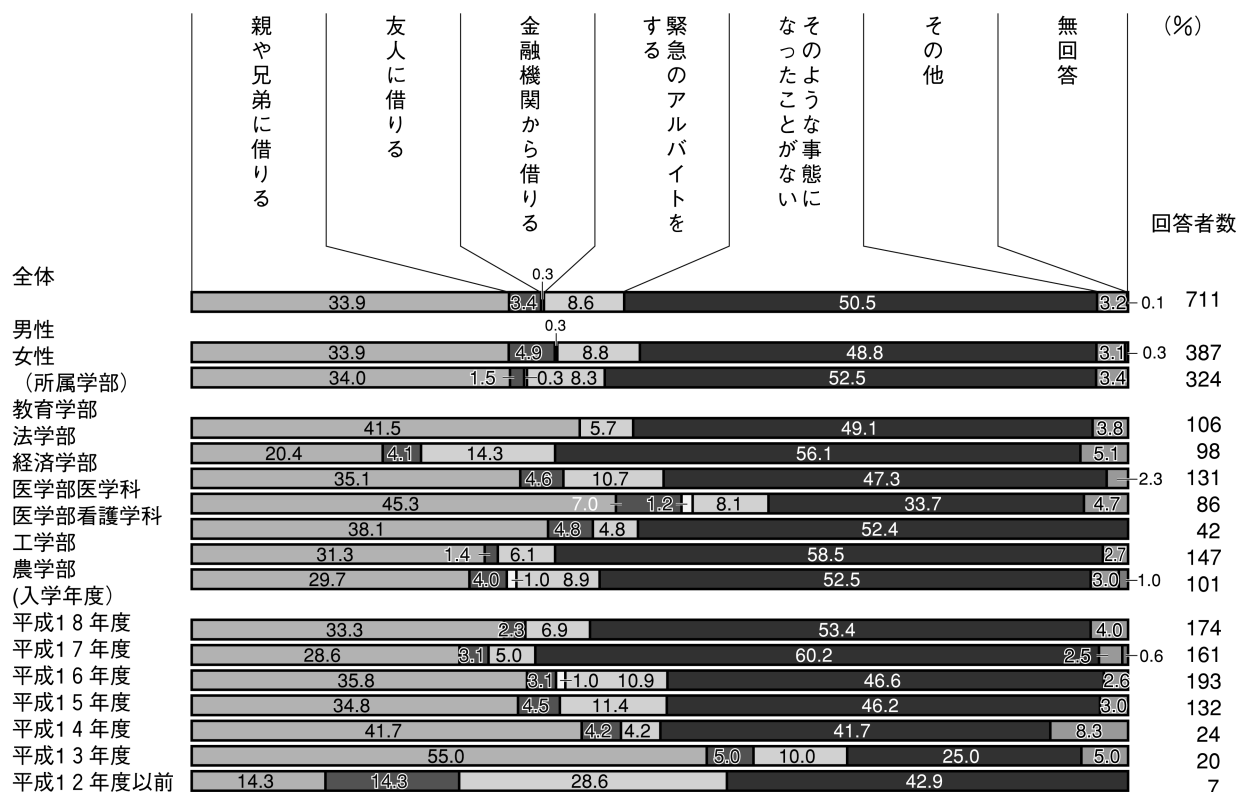 親や兄弟に借りる
友人に借りる
金融機関から借りる
緊急のアルバイトを
する
そのような事態に
なったことがない
その他
無回答
(%)
回答者数
全体
0.3
33.9 3.4 8.6 50.5 3.2 0.1 711
男性
0.3
33.9 4.9 8.8 48.8 3.1 0.3 387
女性
34.0 1.5 0.3 8.3 52.5 3.4 324
（所属学部）
教育学部
41.5 5.7 49.1 3.8 106
法学部
20.4 4.1 14.3 56.1 5.1 98
経済学部
35.1 4.6 10.7 47.3 2.3 131
医学部医学科
45.3 7.0 1.2 8.1 33.7 4.7 86
医学部看護学科
38.1 4.8 4.8 52.4 42
工学部
31.3 1.4 6.1 58.5 2.7 147
農学部
29.7 4.0 1.0 8.9 52.5 3.0 1.0 101
(入学年度）
平成18年度
33.3 2.3 6.9 53.4 4.0 174
平成17年度
28.6 3.1 5.0 60.2 2.5 0.6 161
平成16年度
35.8 3.1 1.0 10.9 46.6 2.6 193
平成15年度
34.8 4.5 11.4 46.2 3.0 132
平成14年度
41.7 4.2 4.2 41.7 8.3 24
平成13年度
55.0 5.0 10.0 25.0 5.0 20
平成12年度以前
14.3 14.3 28.6 42.9 7